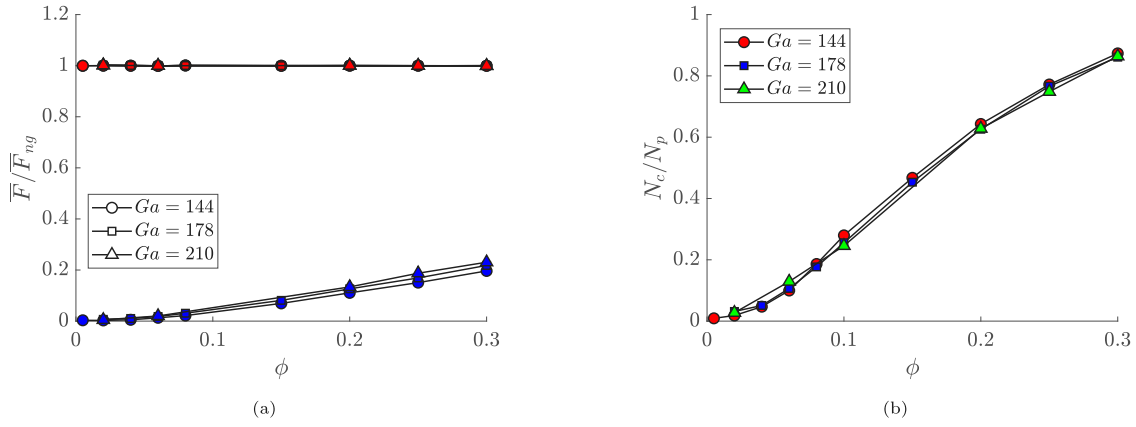 1.2
1
0.8
0.6
0.4
0.2
0
F̅/F̅ng
Ga = 144
Ga = 178
Ga = 210
0 0.1 0.2 0.3
ϕ
(a)
1
0.8
0.6
0.4
0.2
0
Nc/Np
Ga = 144
Ga = 178
Ga = 210
0 0.1 0.2 0.3
ϕ
(b)